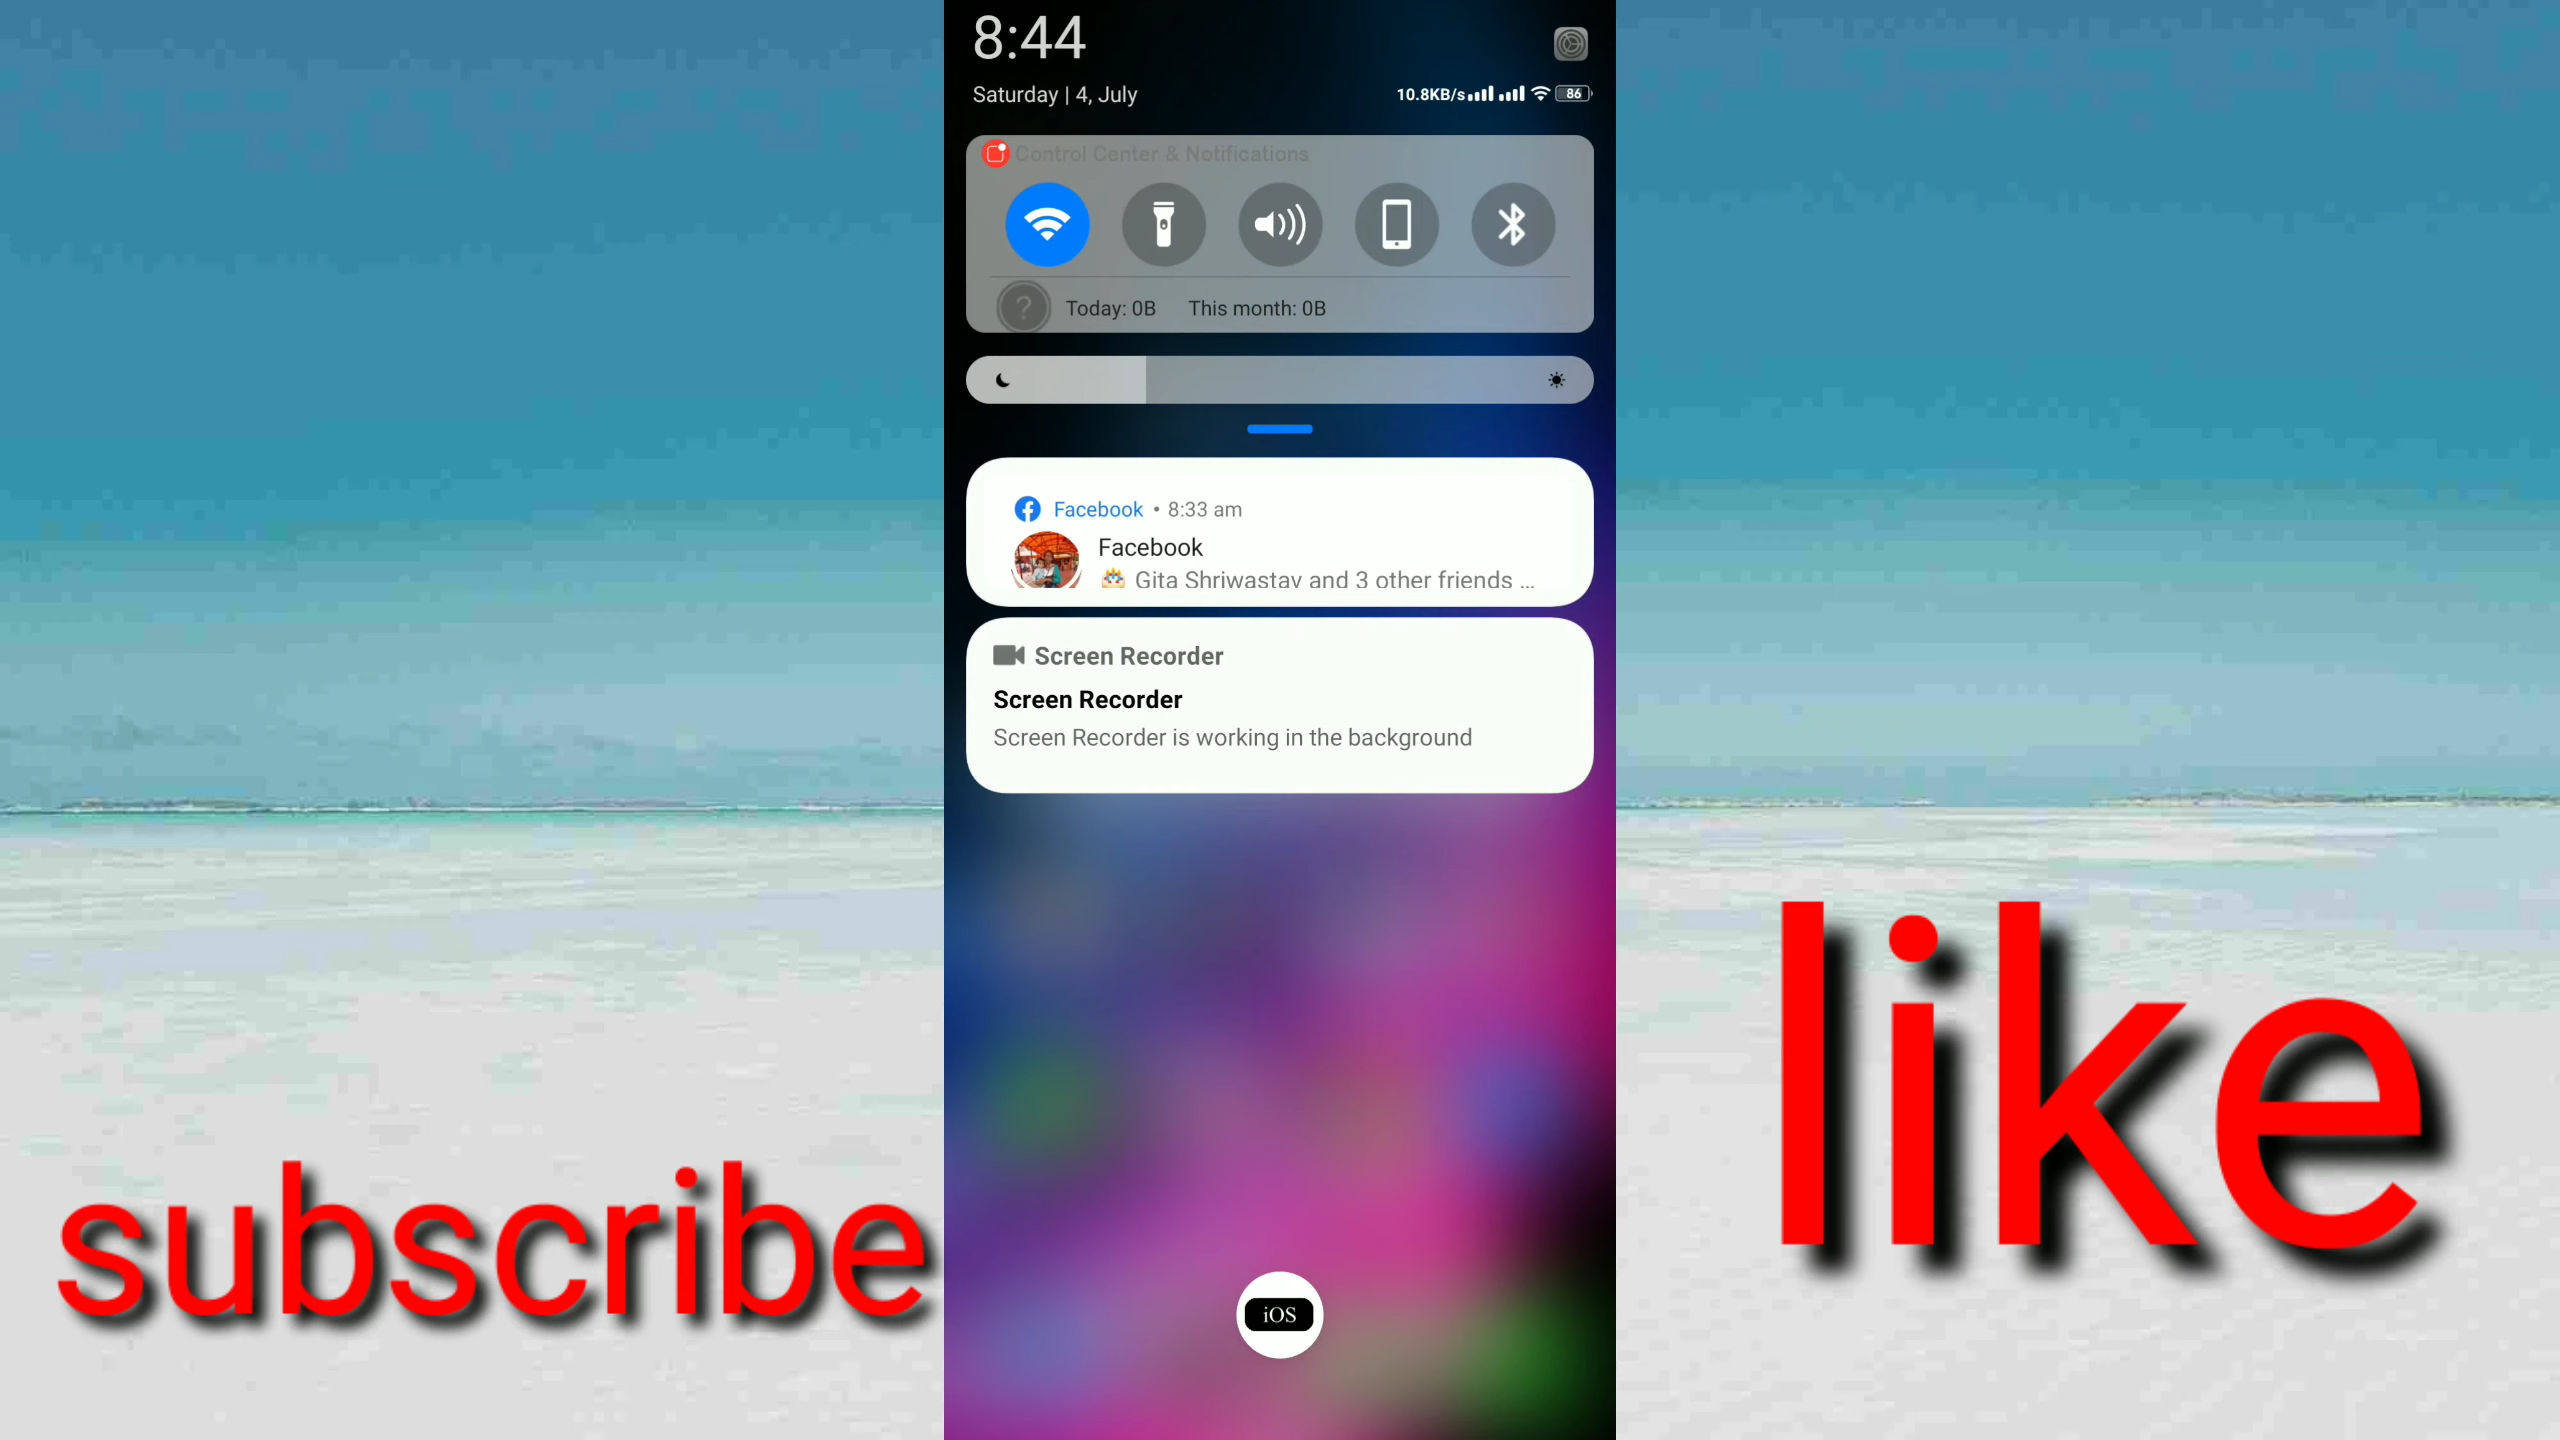 8:44
Saturday | 4, July
10.8KB/s
86
Control Center & Notifications
Today: 0B This month: 0B
Facebook • 8:33 am
Facebook
Gita Shriwastav and 3 other friends ...
Screen Recorder
Screen Recorder
Screen Recorder is working in the background
like
subscribe
iOS